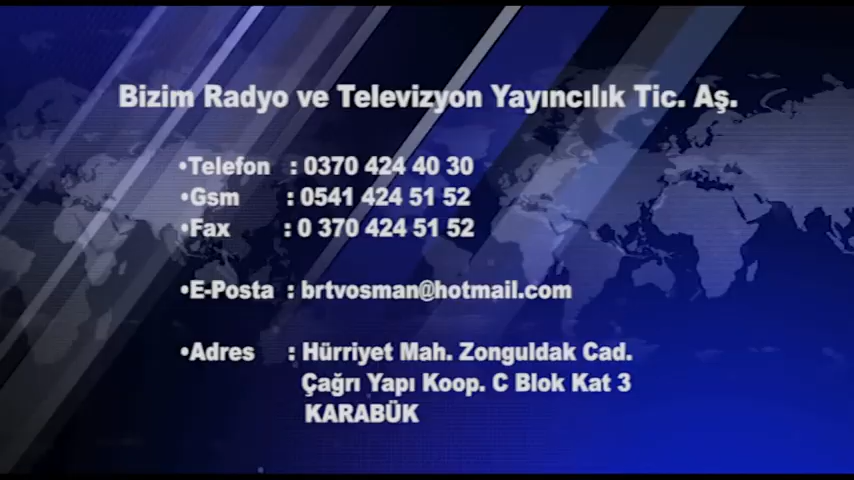 Bizim Radyo ve Televizyon Yayıncılık Tic. Aş.
•Telefon : 0370 424 40 30
•Gsm : 0541 424 51 52
•Fax : 0 370 424 51 52
•E-Posta : brtvosman@hotmail.com
•Adres : Hürriyet Mah. Zonguldak Cad.
Çağrı Yapı Koop. C Blok Kat 3
KARABÜK